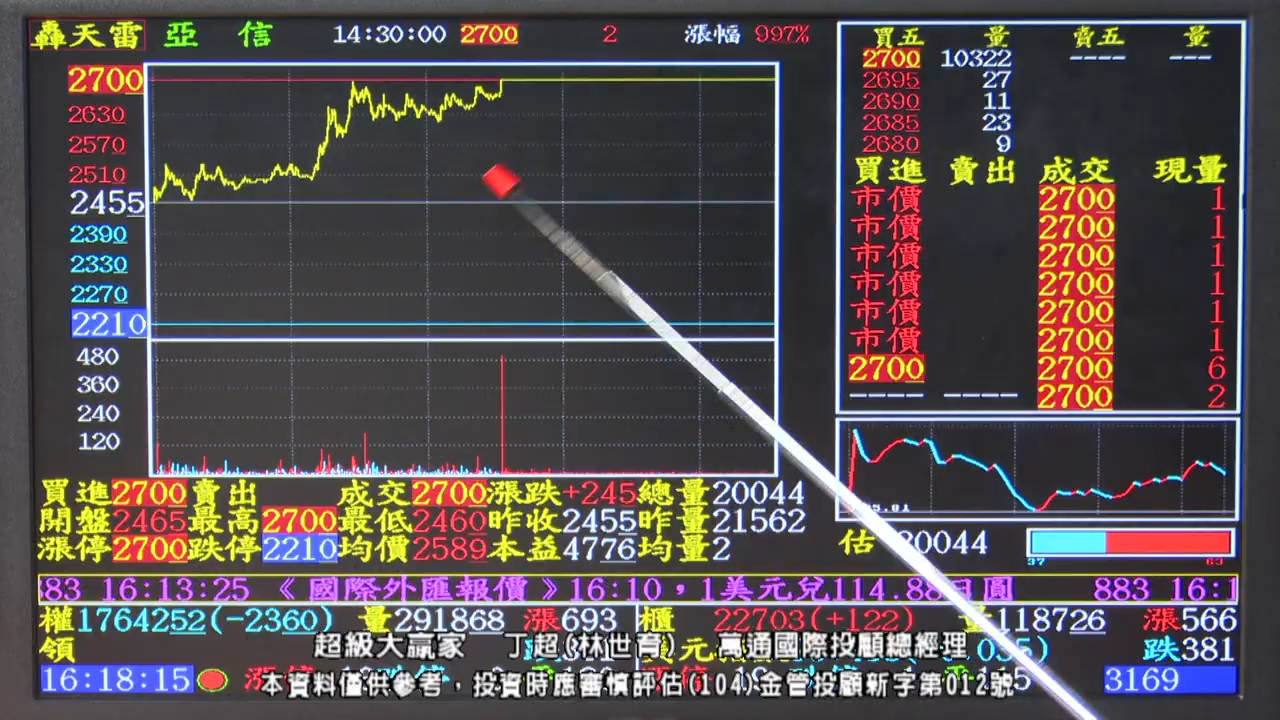 轟天雷 亞 信 14:30:00 2700 2 漲幅 997%
2700
2630
2570
2510
2455
2390
2330
2270
2210
480
360
240
120
買五 量 賣五 量
2700 10322 ---- ---
2695 27
2690 11
2685 23
2680 9
買進 賣出 成交 現量
市價 2700 1
市價 2700 1
市價 2700 1
市價 2700 1
市價 2700 1
市價 2700 1
2700 2700 6
---- ---- 2700 2
買進2700賣出 成交2700漲跌+245總量20044
開盤2465最高2700最低2460昨收2455昨量21562
漲停2700跌停2210均價2589本益4776均量2
估 20044
37 63
883 16:13:25 《國際外匯報價》16:10,1美元兌114.88日圓 883 16:1
權1764252(-2360) 量291868 漲693 櫃 22703(+122) 118726 漲566
領 跌381
超級大贏家 丁超(林世育) 萬通國際投顧總經理
16:18:15 3169
本資料僅供參考,投資時應審慎評估(104)金管投顧新字第012號